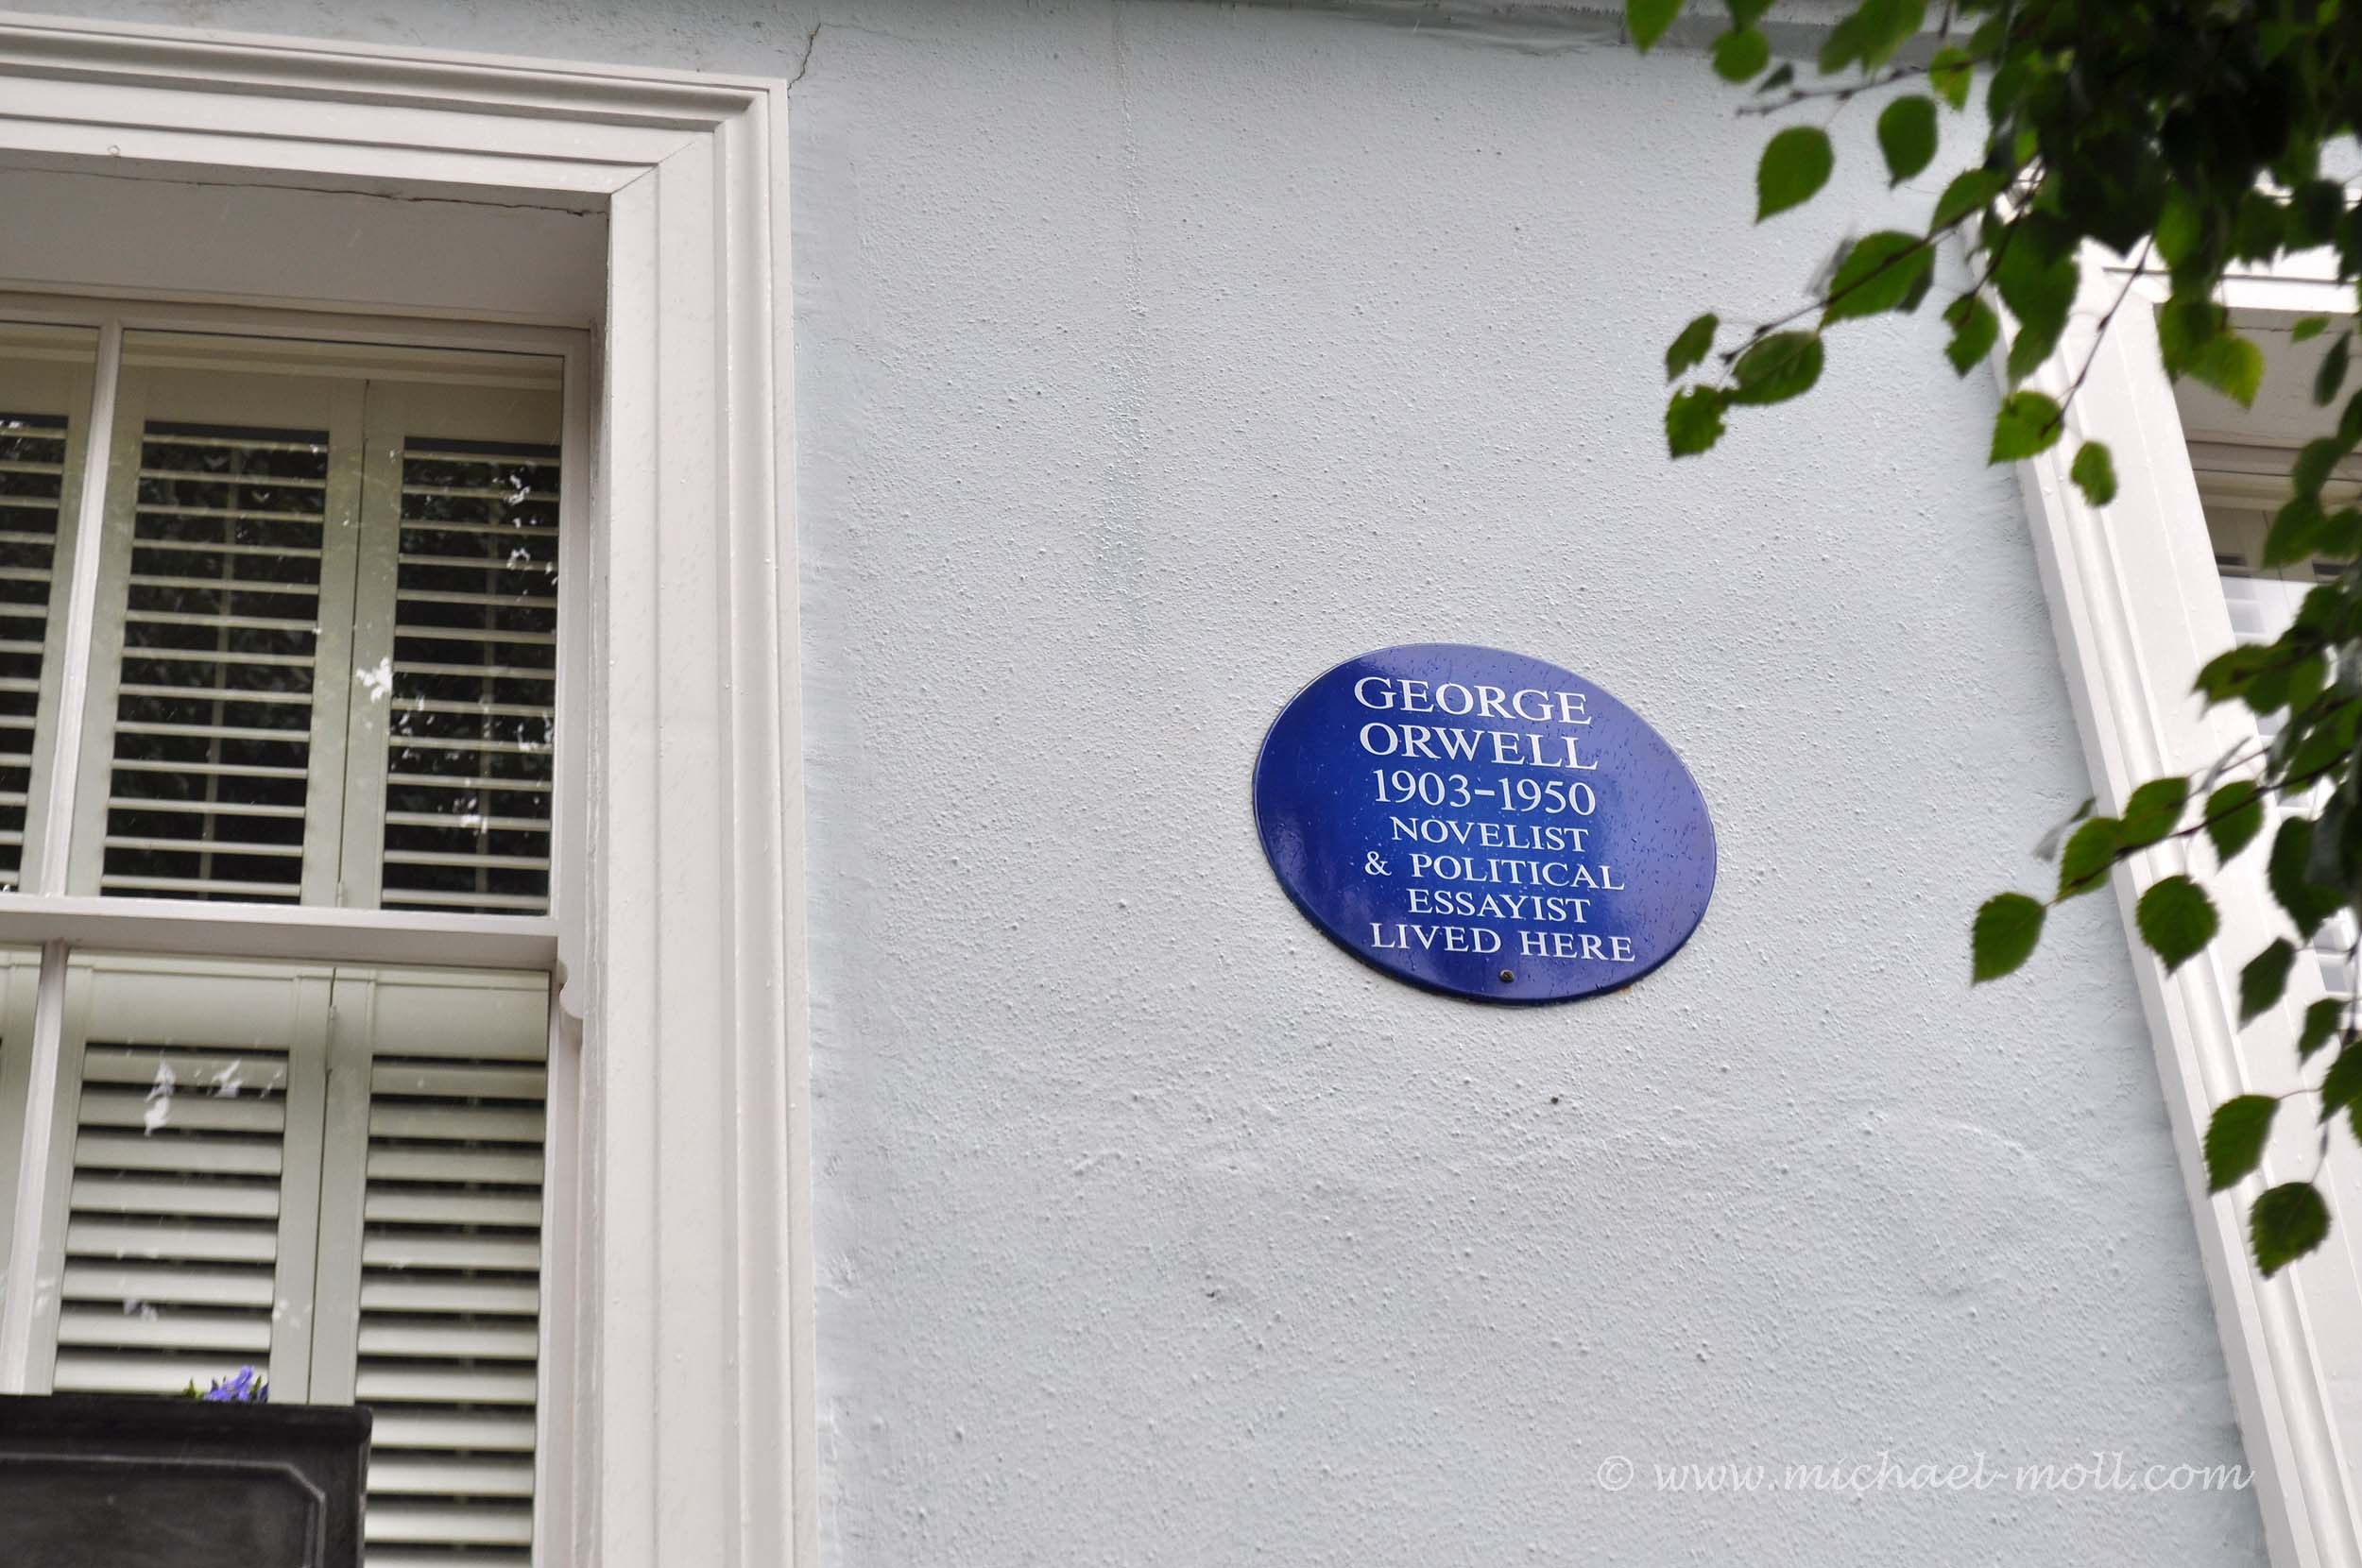 GEORGE
ORWELL
1903-1950
NOVELIST
& POLITICAL
ESSAYIST
LIVED HERE
© www.michael-moll.com